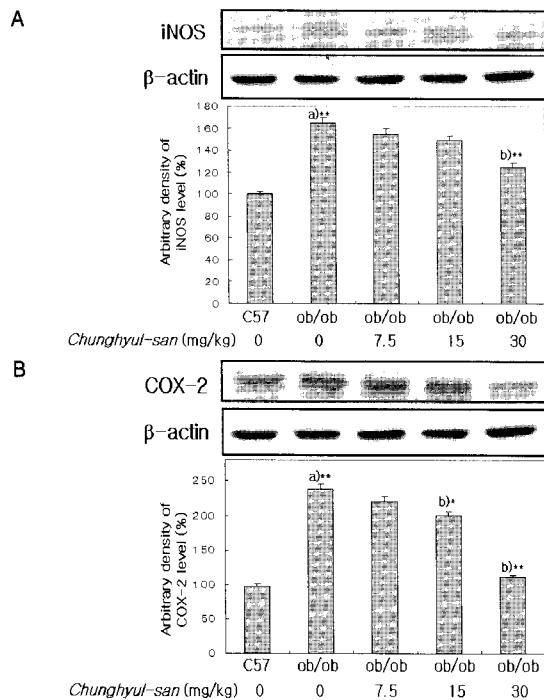 A
iNOS
β-actin
Arbitrary density of
iNOS level (%)
180
160
140
120
100
80
60
40
20
0
a)**
b)**
C57 ob/ob ob/ob ob/ob ob/ob
Chunghyul-san (mg/kg) 0 0 7.5 15 30
B
COX-2
β-actin
Arbitrary density of
COX-2 level (%)
250
200
150
100
50
0
a)**
b)*
b)**
C57 ob/ob ob/ob ob/ob ob/ob
Chunghyul-san (mg/kg) 0 0 7.5 15 30